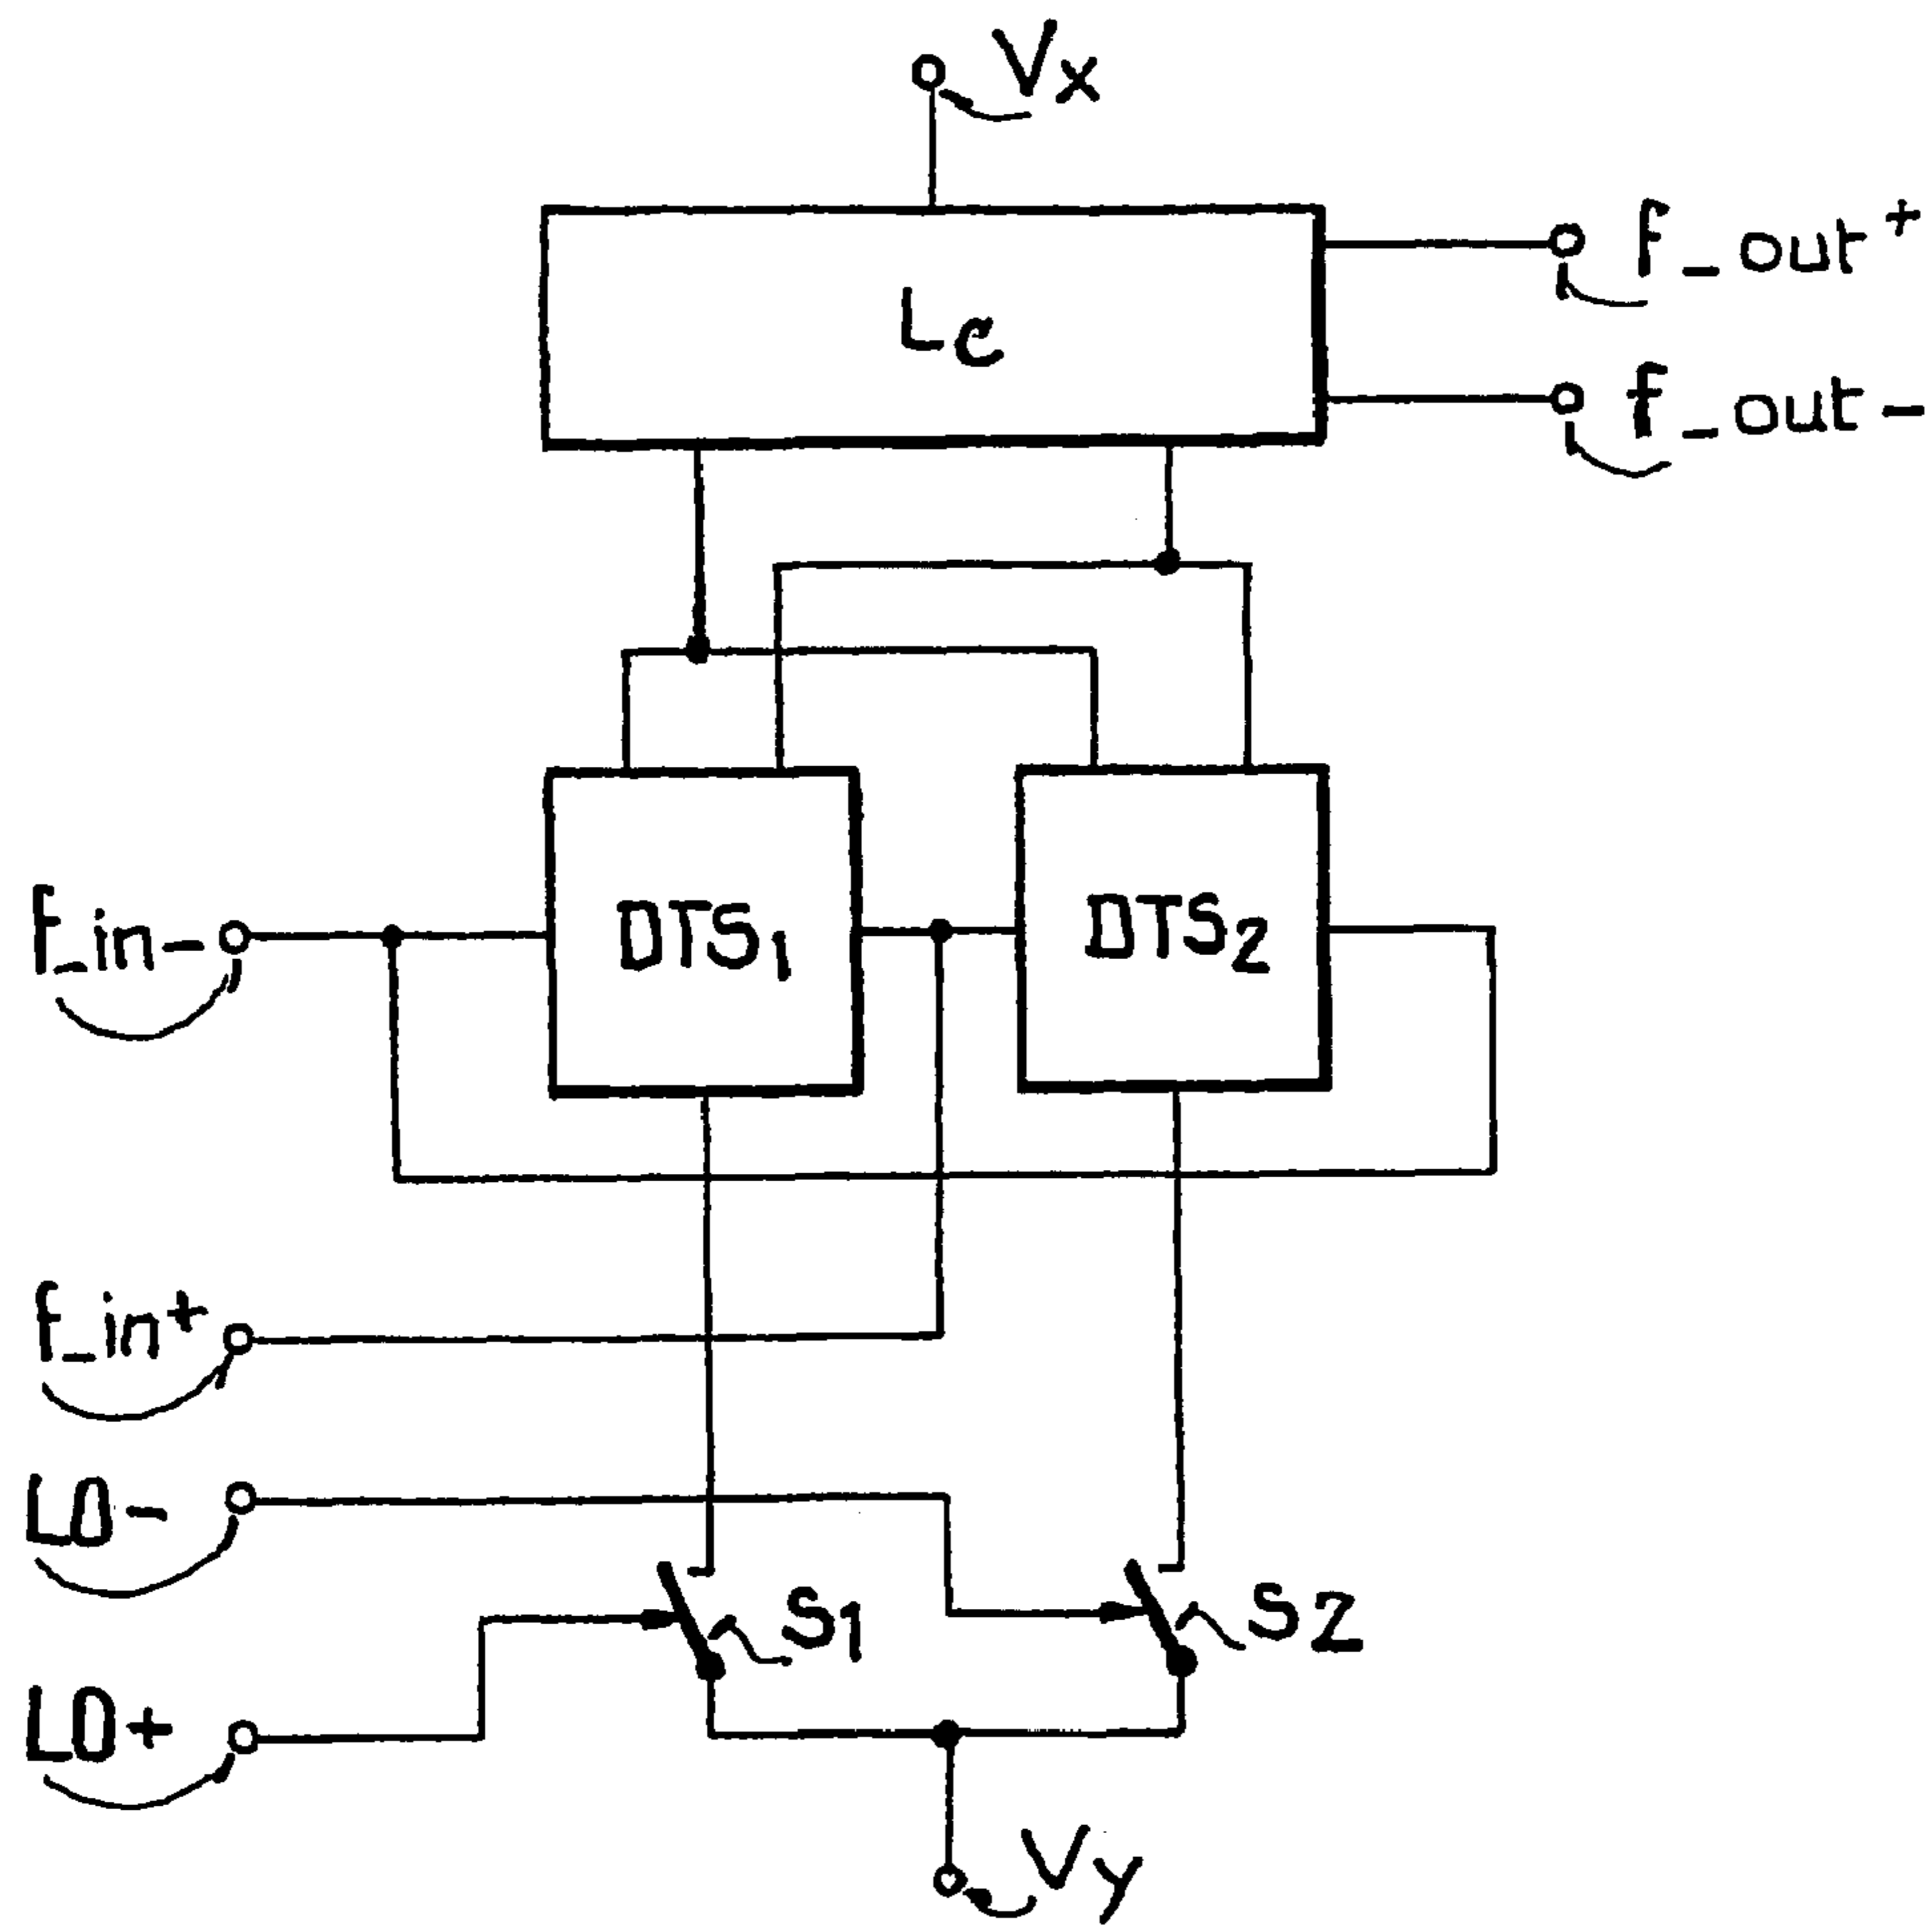 Vx
f_out+
Lc
f_out-
f_in-
DTS1
DTS2
f_in+
LO-
S1
S2
LO+
Vy